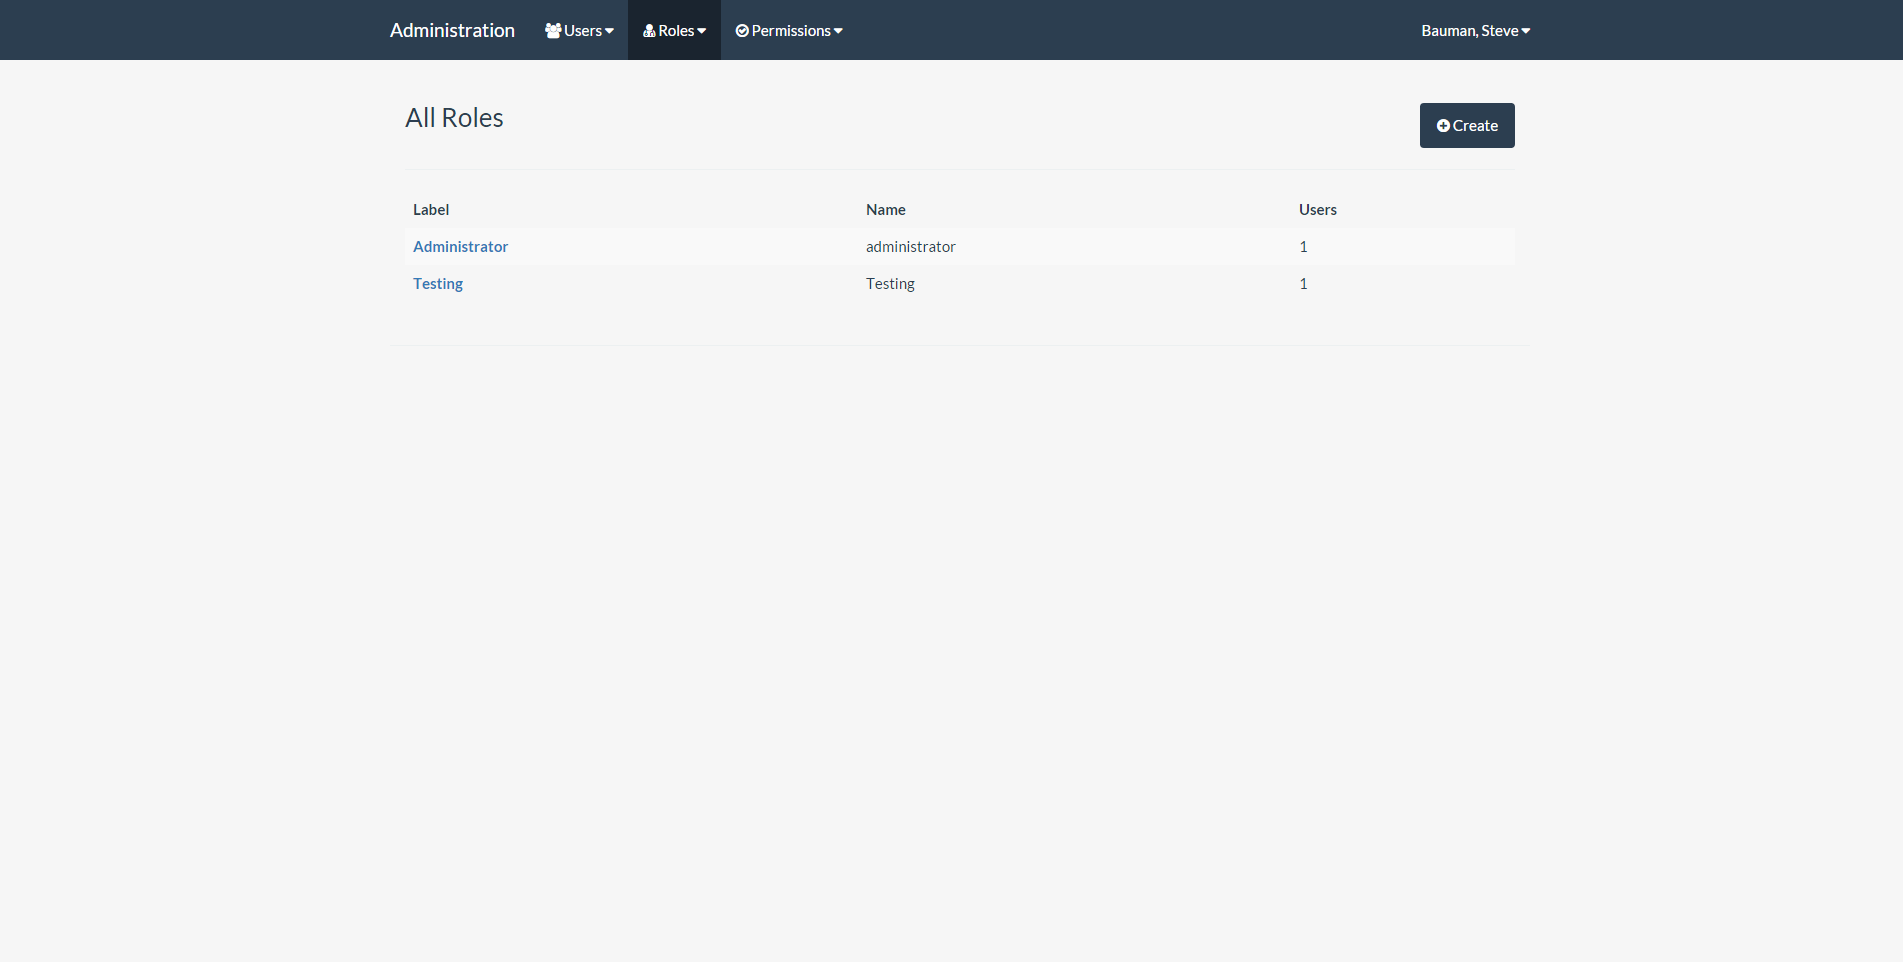 Administration Users Roles Permissions Bauman, Steve
All Roles
Create
Label Name Users
Administrator administrator 1
Testing Testing 1